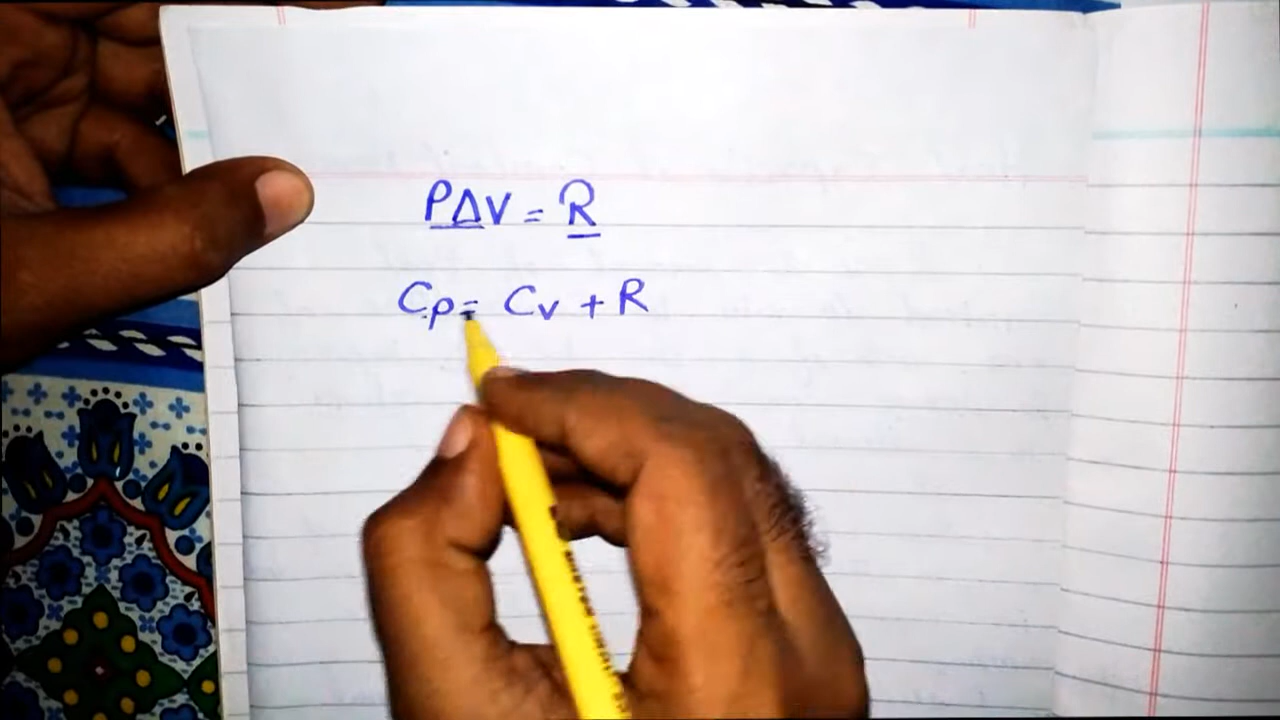 PΔV = R
Cp = Cv + R